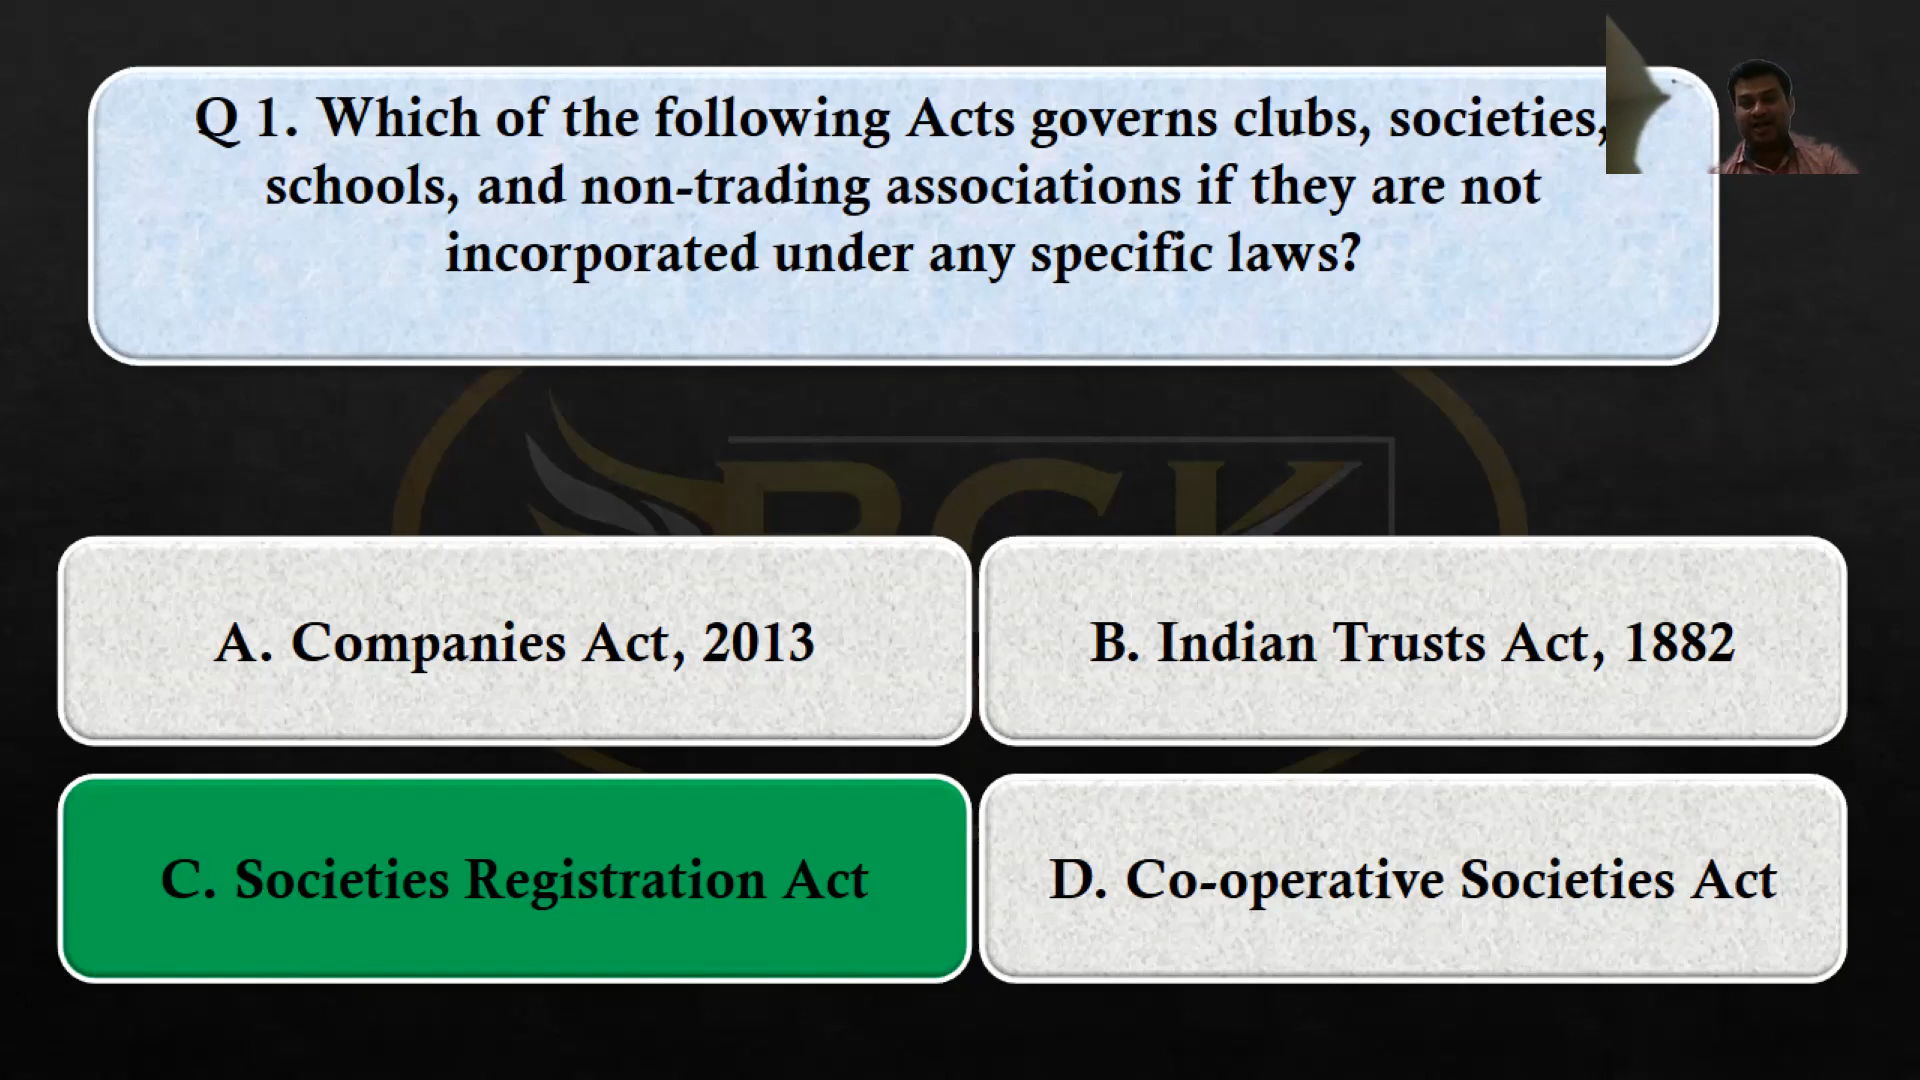 Q 1. Which of the following Acts governs clubs, societies,
schools, and non-trading associations if they are not
incorporated under any specific laws?
A. Companies Act, 2013
B. Indian Trusts Act, 1882
C. Societies Registration Act
D. Co-operative Societies Act